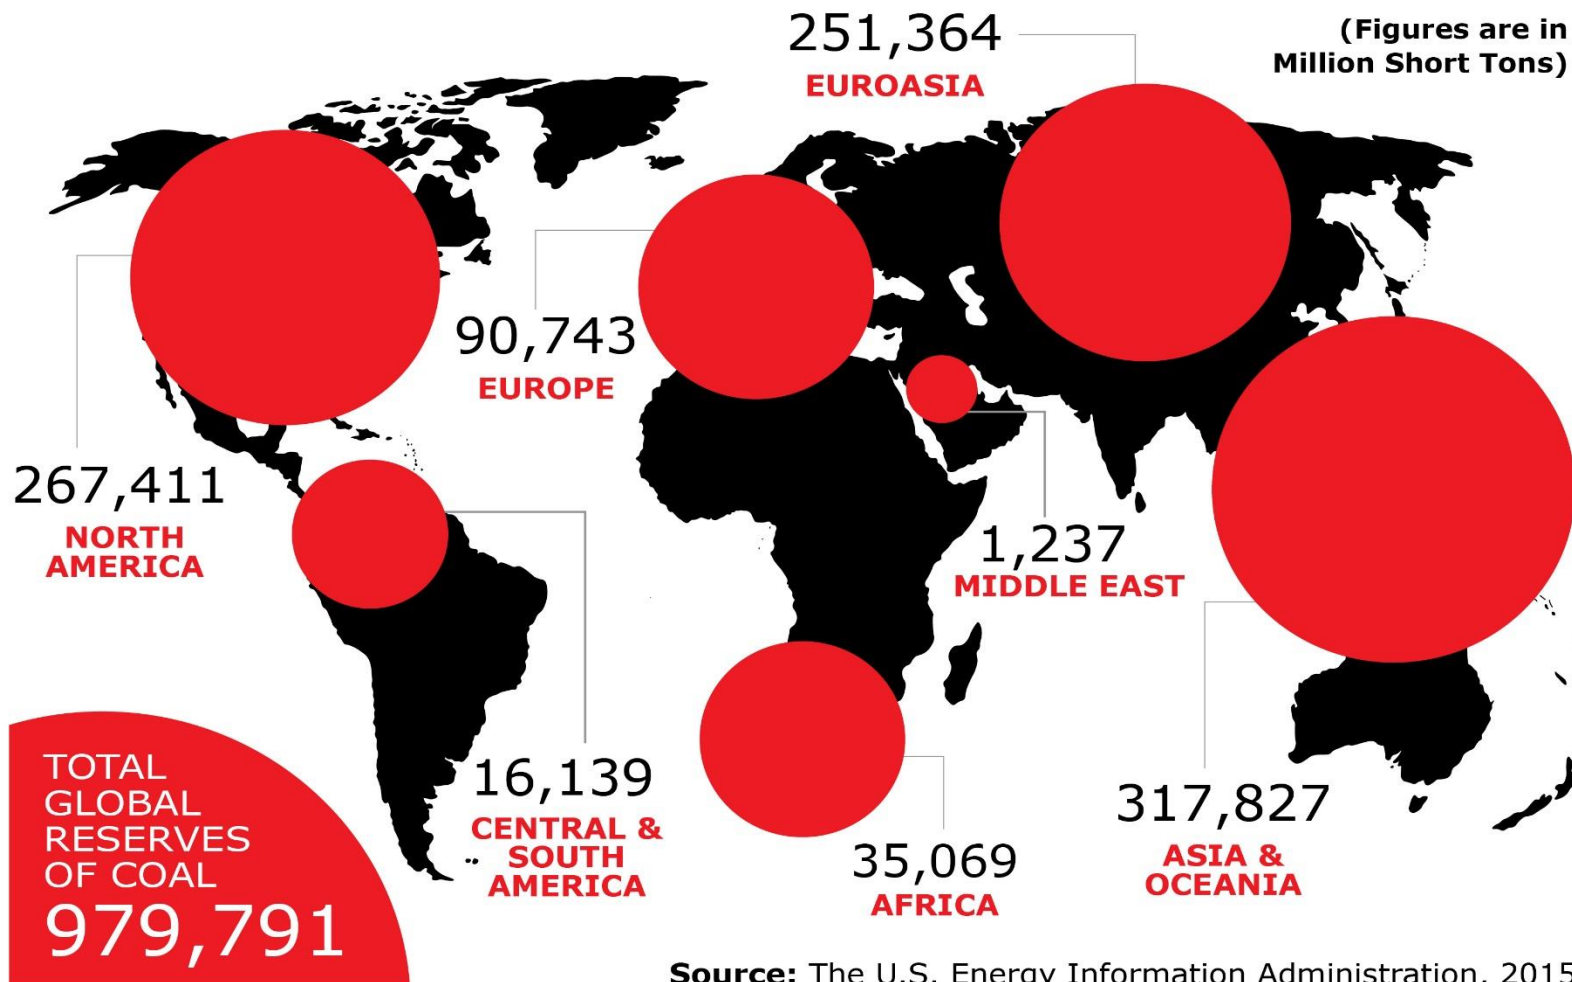 251,364
EUROASIA
(Figures are in
Million Short Tons)
90,743
EUROPE
267,411
NORTH
AMERICA
1,237
MIDDLE EAST
16,139
CENTRAL &
SOUTH
AMERICA
35,069
AFRICA
317,827
ASIA &
OCEANIA
TOTAL
GLOBAL
RESERVES
OF COAL
979,791
Source: The U.S. Energy Information Administration, 2015